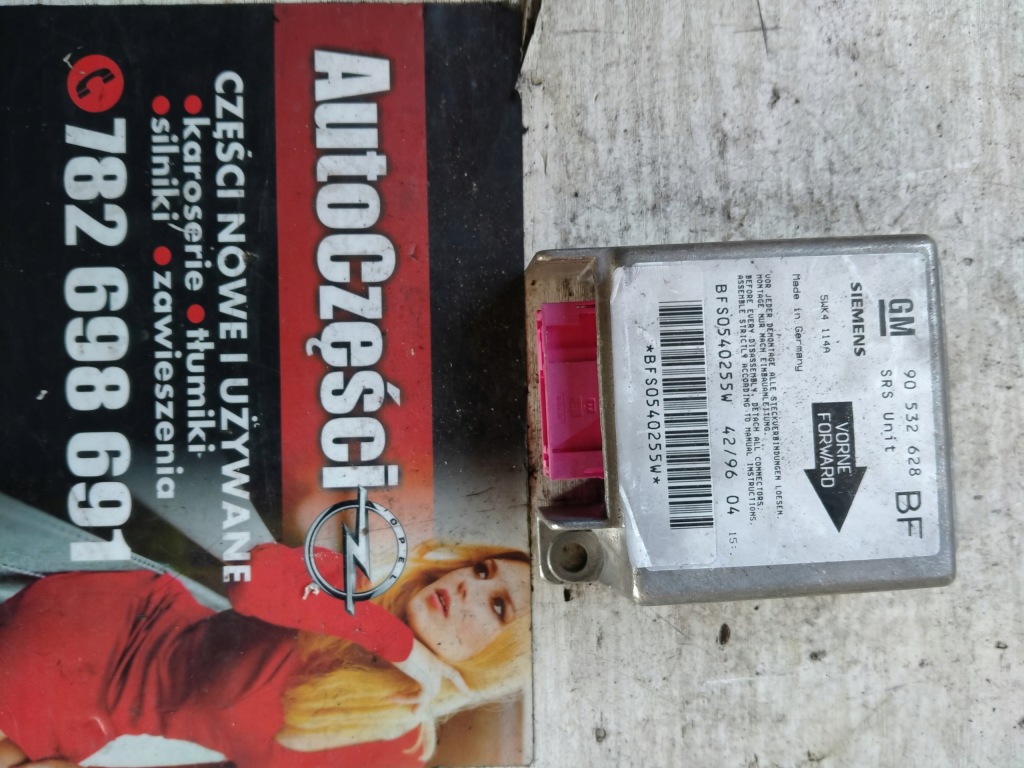 AutoCzęści
OPEL
CZĘŚCI NOWE I UŻYWANE
karoserie tłumiki
silniki zawieszenia
782 698 691
GM 90 532 628 BF
SRS Unit
SIEMENS
VORNE
FORWARD
5WK4 114A
Made in Germany
VOR JEDER DEMONTAGE ALLE STECKVERBINDUNGEN LOESEN.
MONTAGE NUR NACH EINBAUANLEITUNG.
BEFORE EVERY DISASSEMBLY, DETACH ALL CONNECTORS.
ASSEMBLE STRICTLY ACCORDING TO MANUAL INSTRUCTIONS.
BFS0540255W 42/96 04 15:
*BFS0540255W*